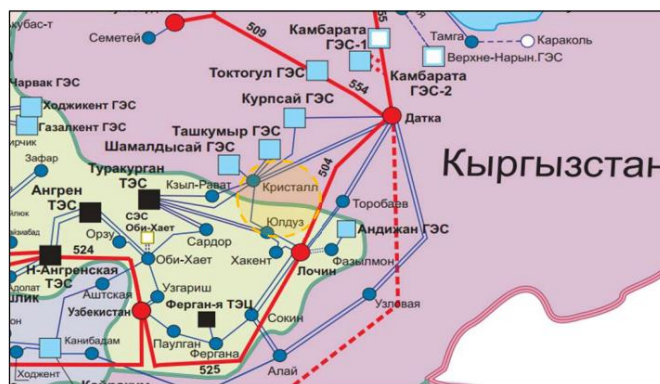 Семетей
509
55
Камбарата
ГЭС-1
Тамга
Караколь
Верхне-Нарын.ГЭС
Токтогул ГЭС
554
Камбарата
ГЭС-2
Чарвак ГЭС
Ходжикент ГЭС
Газалкент ГЭС
Курпсай ГЭС
Ташкумыр ГЭС
Шамалдысай ГЭС
Датка
504
Кыргызстан
Зафар
Туракурган
ТЭС
Кзыл-Рават
Кристалл
Ангрен
ТЭС
СЭС
Оби-Хает
Юлдуз
Торобаев
Андижан ГЭС
Орзу
Сардор
524
Оби-Хает
Хакент
Лочин
Фазылмон
Н-Ангренская
ТЭС
Аштская
Узгариш
Ферган-я ТЭЦ
Узловая
Узбекистан
Сокин
Канибадам
Паулган
Фергана
Алай
525
Ходжент